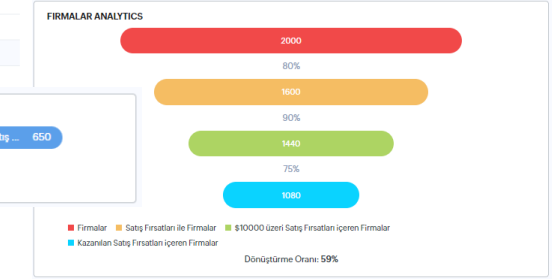 FIRMALAR ANALYTICS
2000
80%
1600
90%
... 650
1440
75%
1080
Firmalar Satış Fırsatları ile Firmalar $10000 üzeri Satış Fırsatları içeren Firmalar
Kazanılan Satış Fırsatları içeren Firmalar
Dönüştürme Oranı: 59%